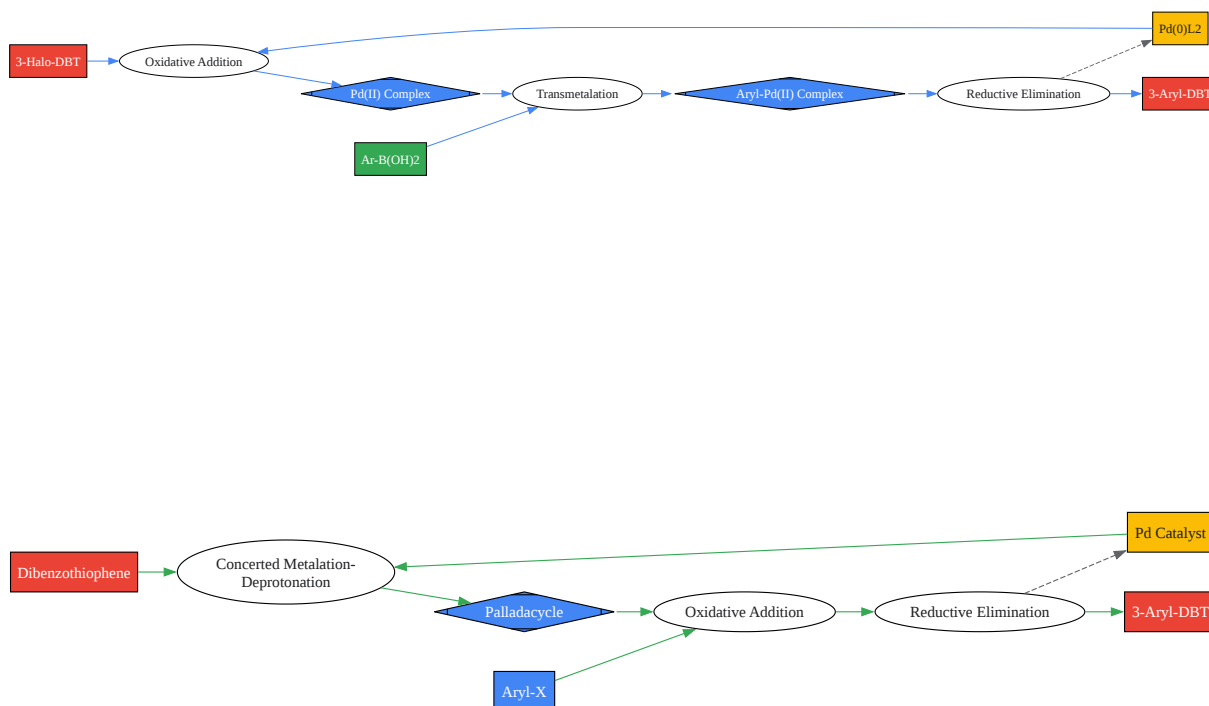 Pd(0)L2
3-Halo-DBT
Oxidative Addition
Pd(II) Complex
Transmetalation
Aryl-Pd(II) Complex
Reductive Elimination
3-Aryl-DBT
Ar-B(OH)2
Pd Catalyst
Dibenzothiophene
Concerted Metalation-
Deprotonation
Palladacycle
Oxidative Addition
Reductive Elimination
3-Aryl-DBT
Aryl-X